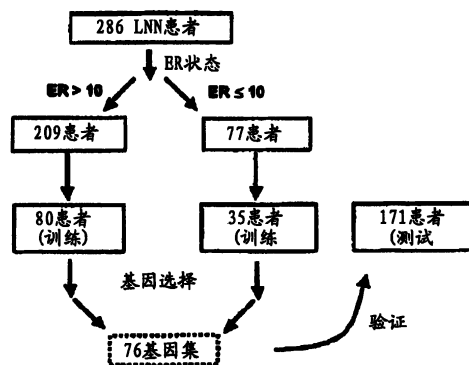 286 LNN患者
ER状态
ER > 10
ER ≤ 10
209患者
77患者
80患者
(训练)
35患者
(训练
171患者
(测试
基因选择
76基因集
验证